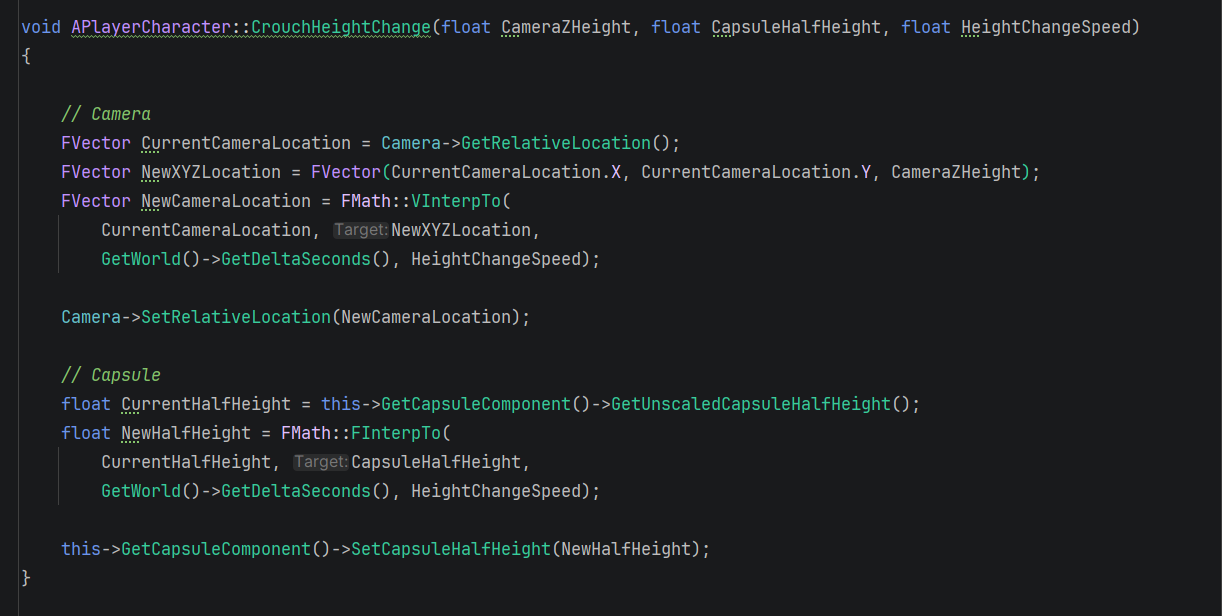 void APlayerCharacter::CrouchHeightChange(float CameraZHeight, float CapsuleHalfHeight, float HeightChangeSpeed)
{
// Camera
FVector CurrentCameraLocation = Camera->GetRelativeLocation();
FVector NewXYZLocation = FVector(CurrentCameraLocation.X, CurrentCameraLocation.Y, CameraZHeight);
FVector NewCameraLocation = FMath::VInterpTo(
CurrentCameraLocation, Target: NewXYZLocation,
GetWorld()->GetDeltaSeconds(), HeightChangeSpeed);
Camera->SetRelativeLocation(NewCameraLocation);
// Capsule
float CurrentHalfHeight = this->GetCapsuleComponent()->GetUnscaledCapsuleHalfHeight();
float NewHalfHeight = FMath::FInterpTo(
CurrentHalfHeight, Target: CapsuleHalfHeight,
GetWorld()->GetDeltaSeconds(), HeightChangeSpeed);
this->GetCapsuleComponent()->SetCapsuleHalfHeight(NewHalfHeight);
}